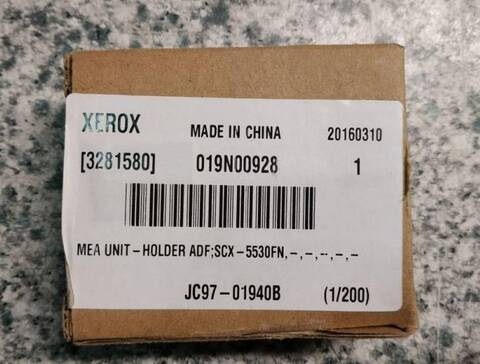 XEROX MADE IN CHINA 20160310
[3281580] 019N00928 1
MEA UNIT-HOLDER ADF;SCX-5530FN,-,-,-,-,-
JC97-01940B (1/200)